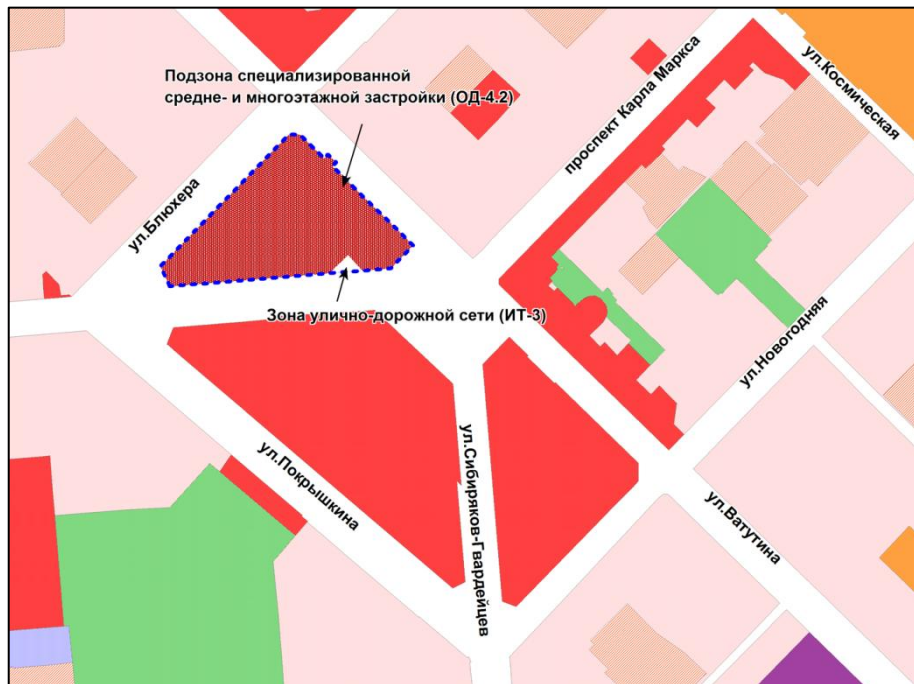 Подзона специализированной
средне- и многоэтажной застройки (ОД-4.2)
проспект Карла Маркса
ул.Космическая
ул.Блюхера
Зона улично-дорожной сети (ИТ-3)
ул.Новогодняя
ул.Покрышкина
ул.Сибиряков-Гвардейцев
ул.Ватутина